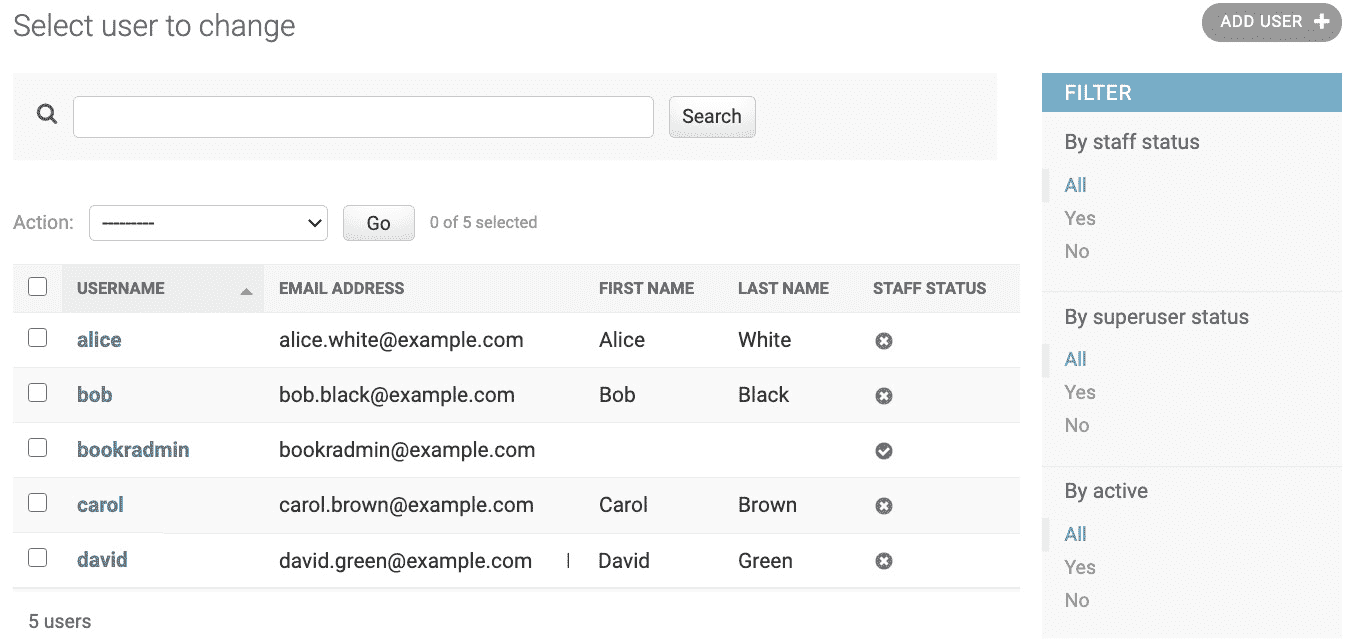 Select user to change
ADD USER +
Search
Action: --------- Go 0 of 5 selected
USERNAME EMAIL ADDRESS FIRST NAME LAST NAME STAFF STATUS
alice alice.white@example.com Alice White
bob bob.black@example.com Bob Black
bookradmin bookradmin@example.com
carol carol.brown@example.com Carol Brown
david david.green@example.com | David Green
5 users
FILTER
By staff status
All
Yes
No
By superuser status
All
Yes
No
By active
All
Yes
No